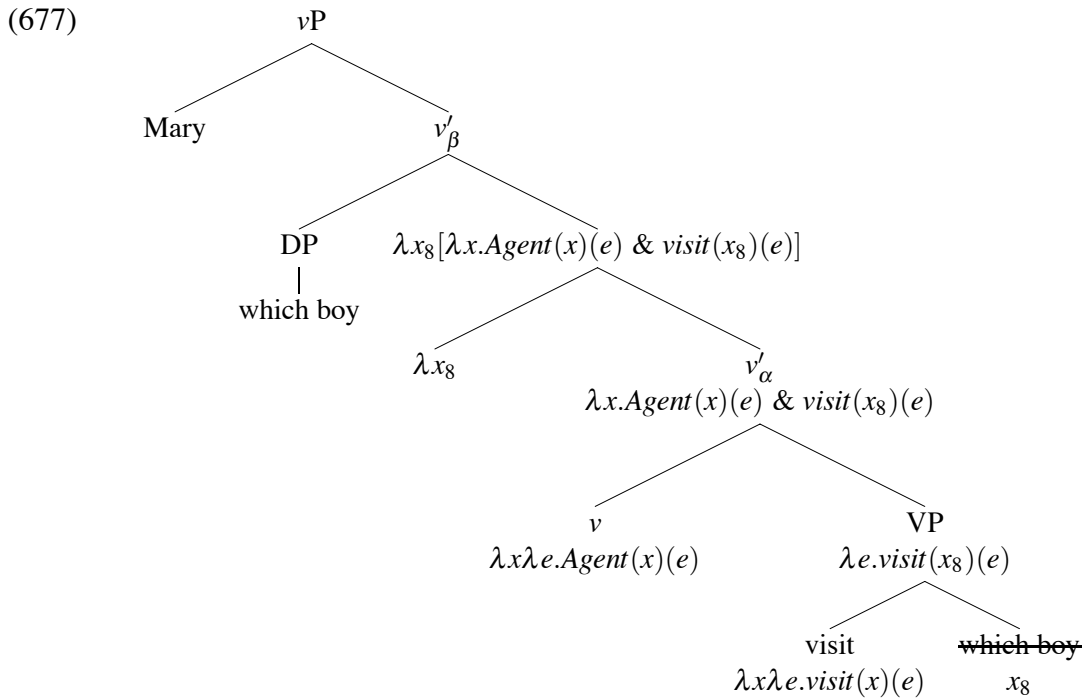 (677) vP
Mary v′β
DP λx₈[λx.Agent(x)(e) & visit(x₈)(e)]
which boy
λx₈ v′α
λx.Agent(x)(e) & visit(x₈)(e)
v VP
λxλe.Agent(x)(e) λe.visit(x₈)(e)
visit which boy
λxλe.visit(x)(e) x₈